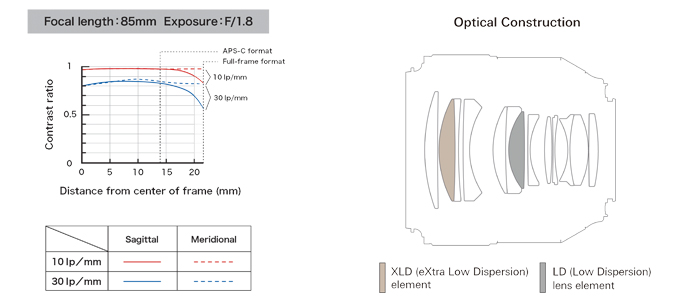 Focal length:85mm Exposure:F/1.8
Optical Construction
APS-C format
Full-frame format
1
10 lp/mm
30 lp/mm
0.5
0
Contrast ratio
0 5 10 15 20
Distance from center of frame (mm)
Sagittal Meridional
10 lp/mm
30 lp/mm
XLD (eXtra Low Dispersion)
element
LD (Low Dispersion)
lens element